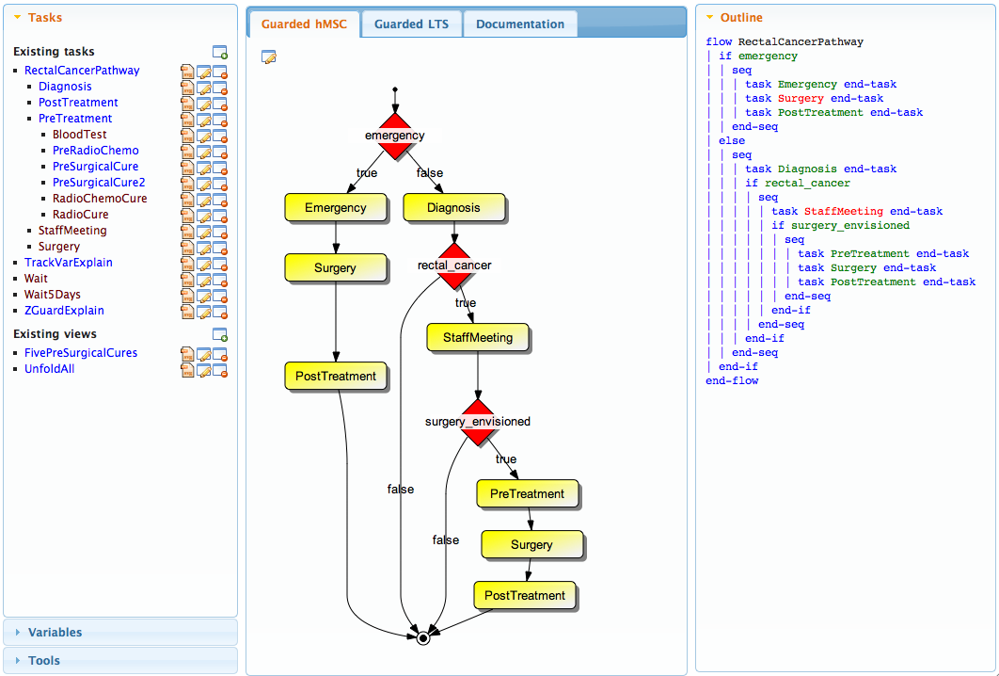 Tasks
Existing tasks
RectalCancerPathway
Diagnosis
PostTreatment
PreTreatment
BloodTest
PreRadioChemo
PreSurgicalCure
PreSurgicalCure2
RadioChemoCure
RadioCure
StaffMeeting
Surgery
TrackVarExplain
Wait
Wait5Days
ZGuardExplain
Existing views
FivePreSurgicalCures
UnfoldAll
Variables
Tools
Guarded hMSC Guarded LTS Documentation
emergency
true false
Emergency Diagnosis
rectal_cancer
Surgery
true
StaffMeeting
PostTreatment
surgery_envisioned
true
false
PreTreatment
false
Surgery
PostTreatment
Outline
flow RectalCancerPathway
| if emergency
| | seq
| | | task Emergency end-task
| | | task Surgery end-task
| | | task PostTreatment end-task
| | end-seq
| else
| | seq
| | | task Diagnosis end-task
| | | if rectal_cancer
| | | | seq
| | | | | task StaffMeeting end-task
| | | | | if surgery_envisioned
| | | | | | seq
| | | | | | | task PreTreatment end-task
| | | | | | | task Surgery end-task
| | | | | | | task PostTreatment end-task
| | | | | | end-seq
| | | | | end-if
| | | | end-seq
| | | end-if
| | end-seq
| end-if
end-flow